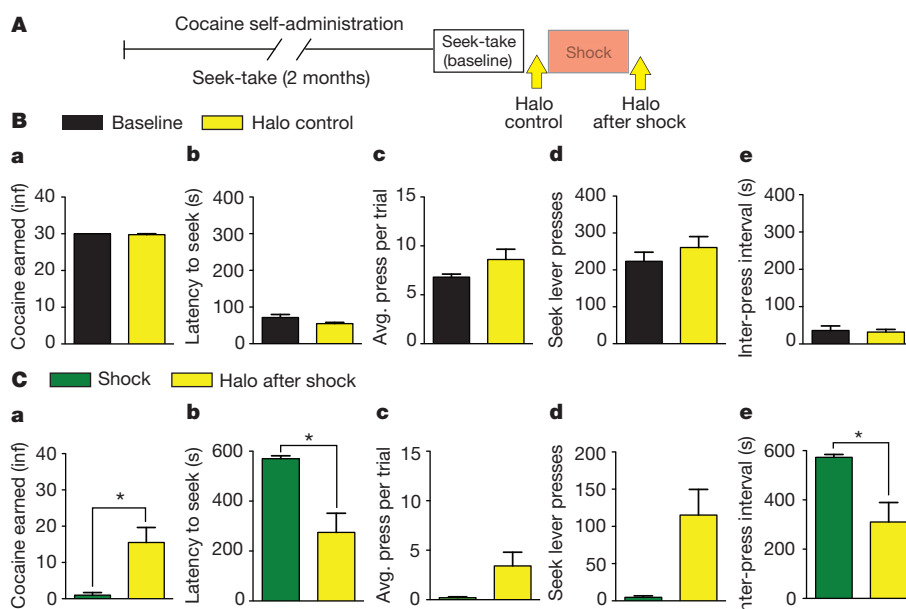 A
Cocaine self-administration
Seek-take (2 months)
Seek-take
(baseline)
Shock
Halo
control
Halo
after shock
B
Baseline
Halo control
a
Cocaine earned (inf)
40
30
20
10
0
b
Latency to seek (s)
400
300
200
100
0
c
Avg. press per trial
15
10
5
0
d
Seek lever presses
400
300
200
100
0
e
Inter-press interval (s)
400
300
200
100
0
C
Shock
Halo after shock
a
Cocaine earned (inf)
40
30
20
10
0
*
b
Latency to seek (s)
600
400
200
0
*
c
Avg. press per trial
15
10
5
0
d
Seek lever presses
200
150
100
50
0
e
Inter-press interval (s)
600
400
200
0
*